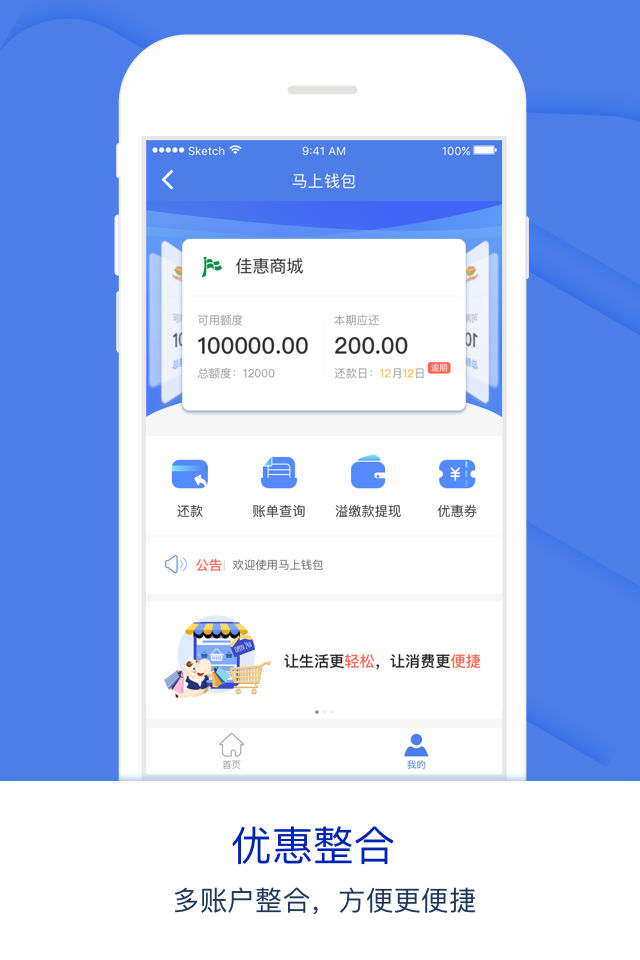 Sketch 9:41 AM 100%
马上钱包
佳惠商城
可用额度 本期应还
100000.00 200.00
总额度：12000 还款日：12月12日 逾期
还款 账单查询 溢缴款提现 优惠券
公告 欢迎使用马上钱包
OPEN 24H
让生活更轻松，让消费更便捷
首页 我的
优惠整合
多账户整合，方便更便捷